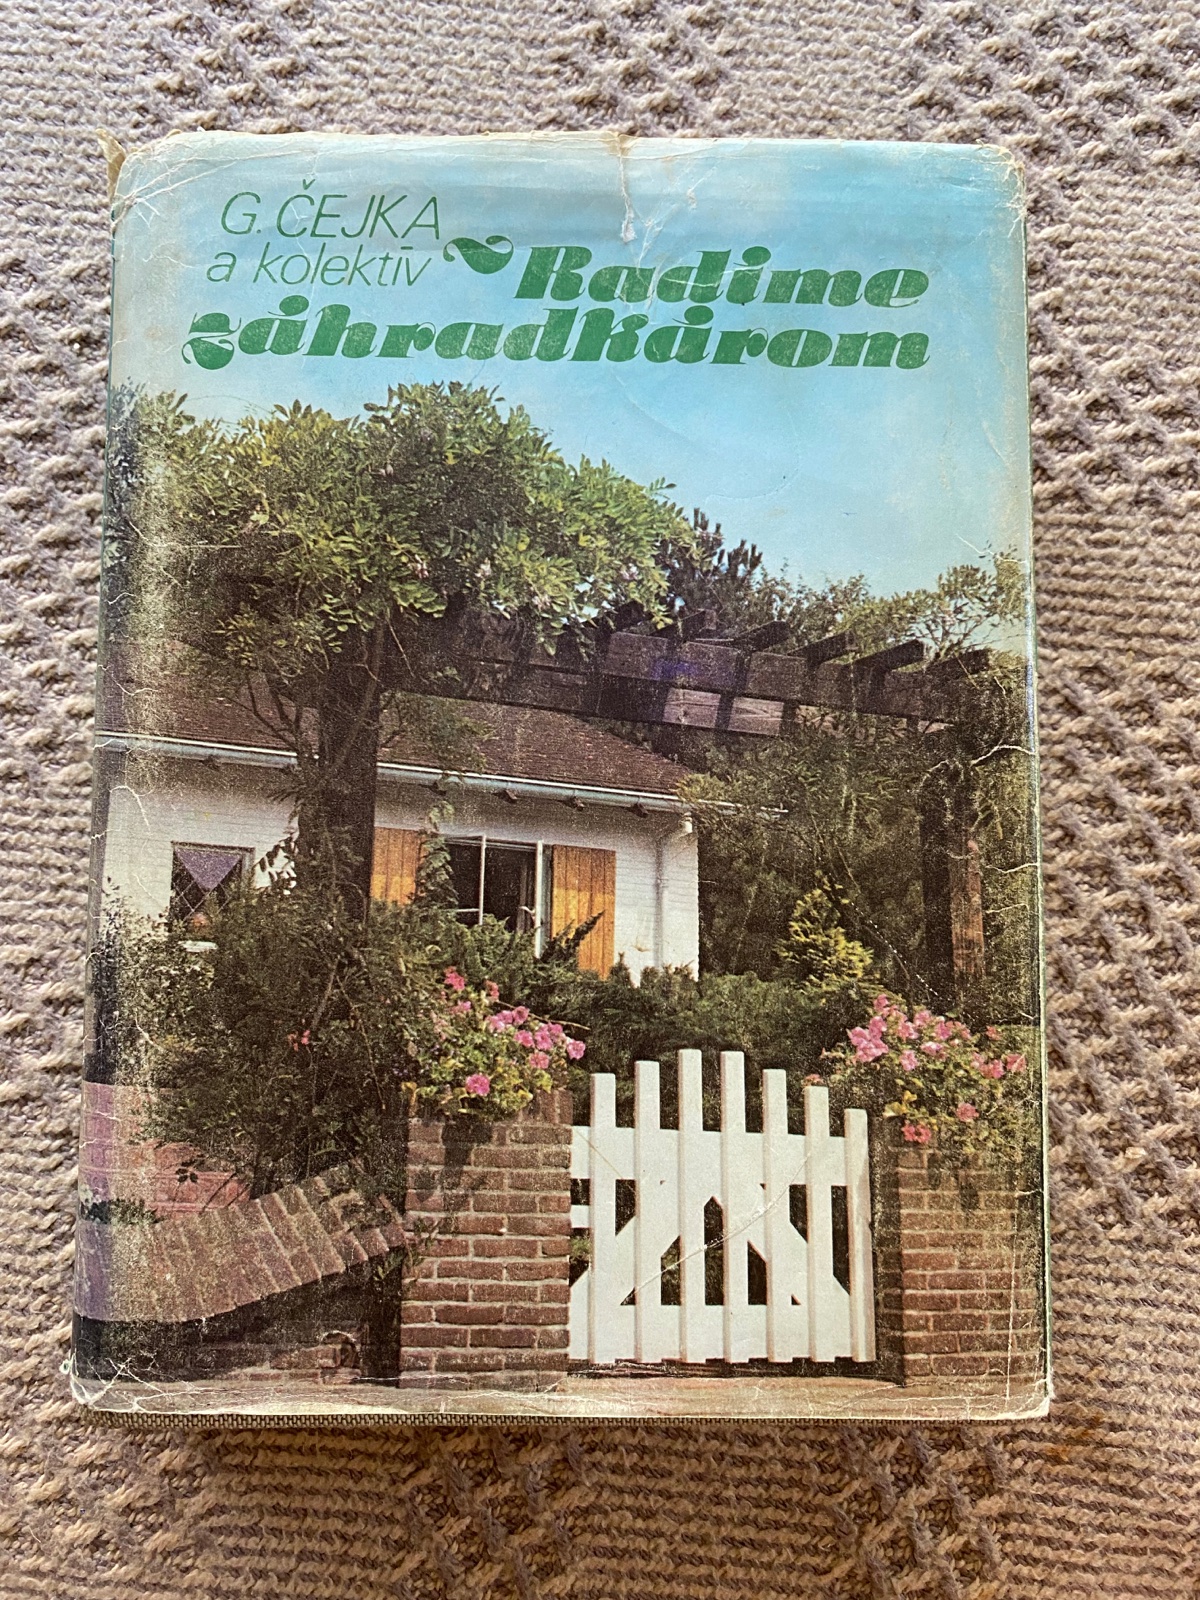 G. ČEJKA
a kolektív
Radíme
záhradkárom